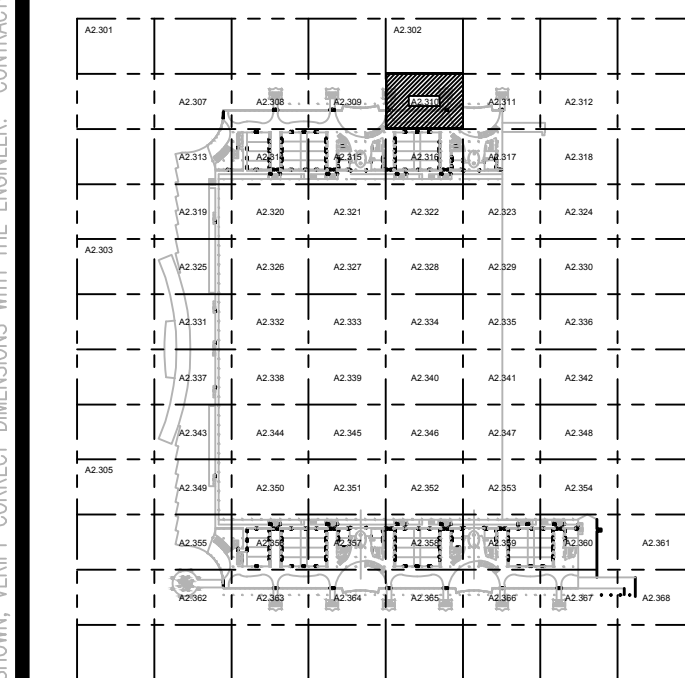 SHOWN, VERIFY CORRECT DIMENSIONS WITH THE ENGINEER. CONTRACT
A2.301 A2.302
A2.307 A2.308 A2.309 A2.310 A2.311 A2.312
A2.313 A2.314 A2.315 A2.316 A2.317 A2.318
A2.319 A2.320 A2.321 A2.322 A2.323 A2.324
A2.303
A2.325 A2.326 A2.327 A2.328 A2.329 A2.330
A2.331 A2.332 A2.333 A2.334 A2.335 A2.336
A2.337 A2.338 A2.339 A2.340 A2.341 A2.342
A2.343 A2.344 A2.345 A2.346 A2.347 A2.348
A2.305
A2.349 A2.350 A2.351 A2.352 A2.353 A2.354
A2.355 A2.356 A2.357 A2.358 A2.359 A2.360 A2.361
A2.362 A2.363 A2.364 A2.365 A2.366 A2.367 A2.368